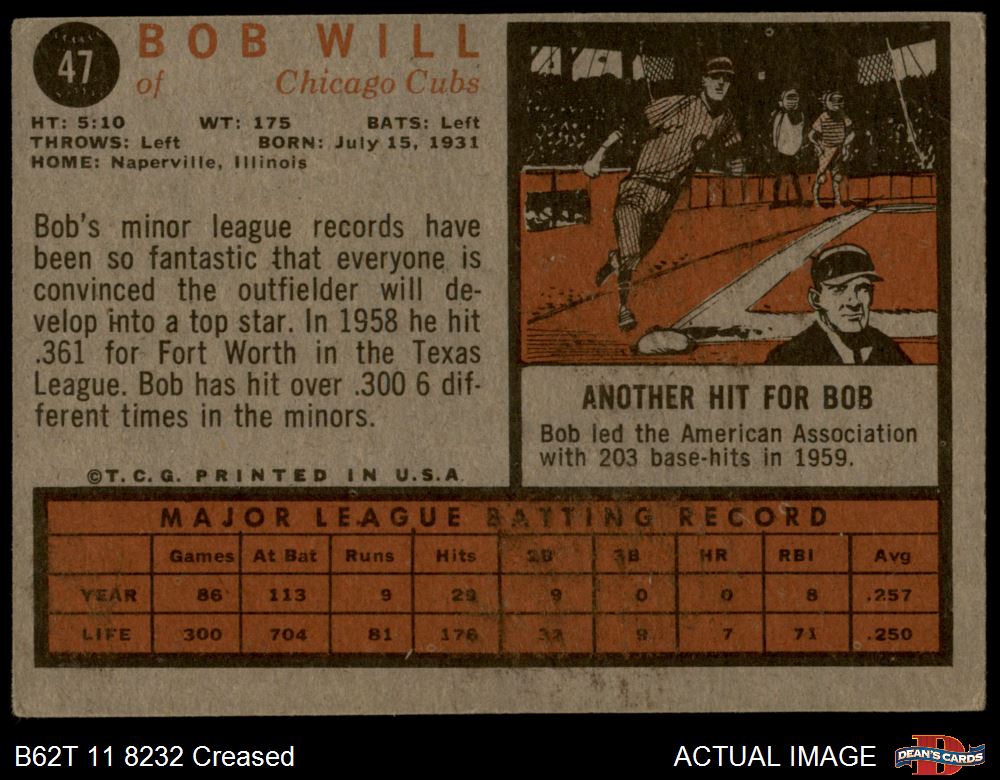 47
BOB WILL
of Chicago Cubs
HT: 5:10 WT: 175 BATS: Left
THROWS: Left BORN: July 15, 1931
HOME: Naperville, Illinois
Bob's minor league records have
been so fantastic that everyone is
convinced the outfielder will de-
velop into a top star. In 1958 he hit
.361 for Fort Worth in the Texas
League. Bob has hit over .300 6 dif-
ferent times in the minors.
©T.C.G. PRINTED IN U.S.A.
ANOTHER HIT FOR BOB
Bob led the American Association
with 203 base-hits in 1959.
MAJOR LEAGUE BATTING RECORD
Games At Bat Runs Hits 2B 3B HR RBI Avg
YEAR 86 113 9 29 9 0 0 8 .257
LIFE 300 704 81 176 9 7 71 .250
B62T 11 8232 Creased
ACTUAL IMAGE
DEAN'S CARDS